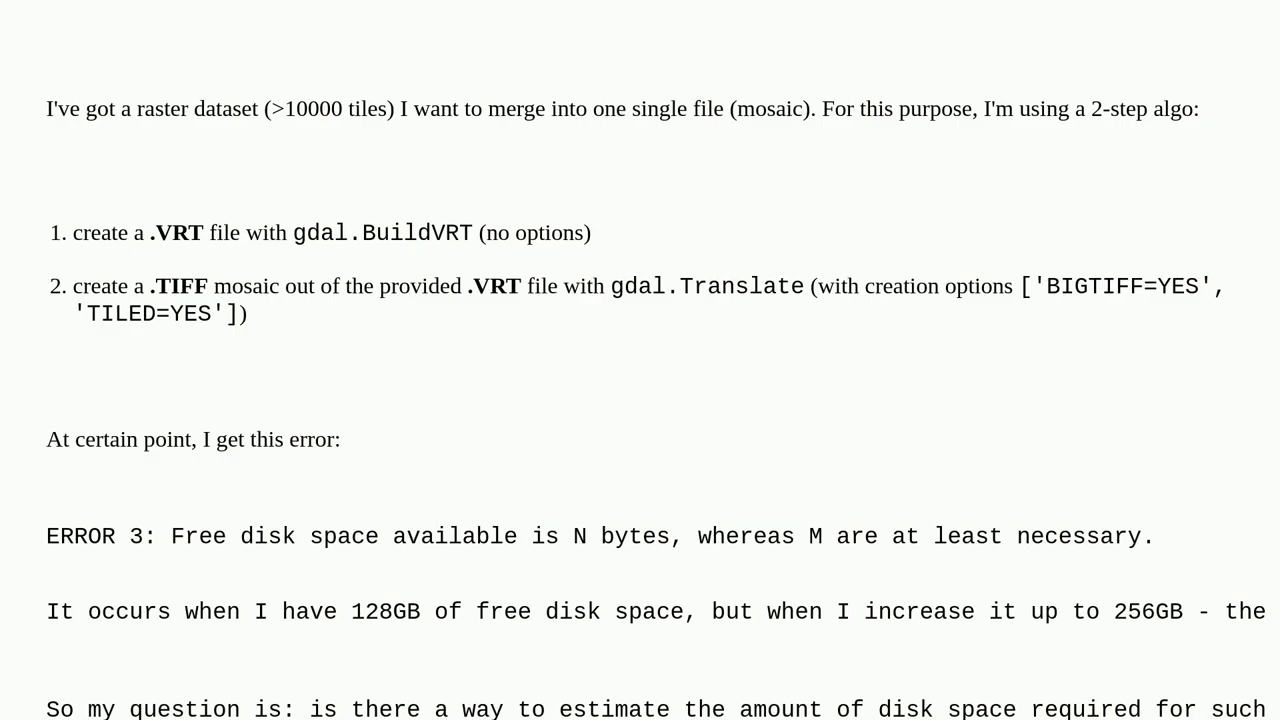 I've got a raster dataset (>10000 tiles) I want to merge into one single file (mosaic). For this purpose, I'm using a 2-step algo:
1. create a .VRT file with gdal.BuildVRT (no options)
2. create a .TIFF mosaic out of the provided .VRT file with gdal.Translate (with creation options ['BIGTIFF=YES',
'TILED=YES'])
At certain point, I get this error:
ERROR 3: Free disk space available is N bytes, whereas M are at least necessary.
It occurs when I have 128GB of free disk space, but when I increase it up to 256GB - the
So my question is: is there a way to estimate the amount of disk space required for such